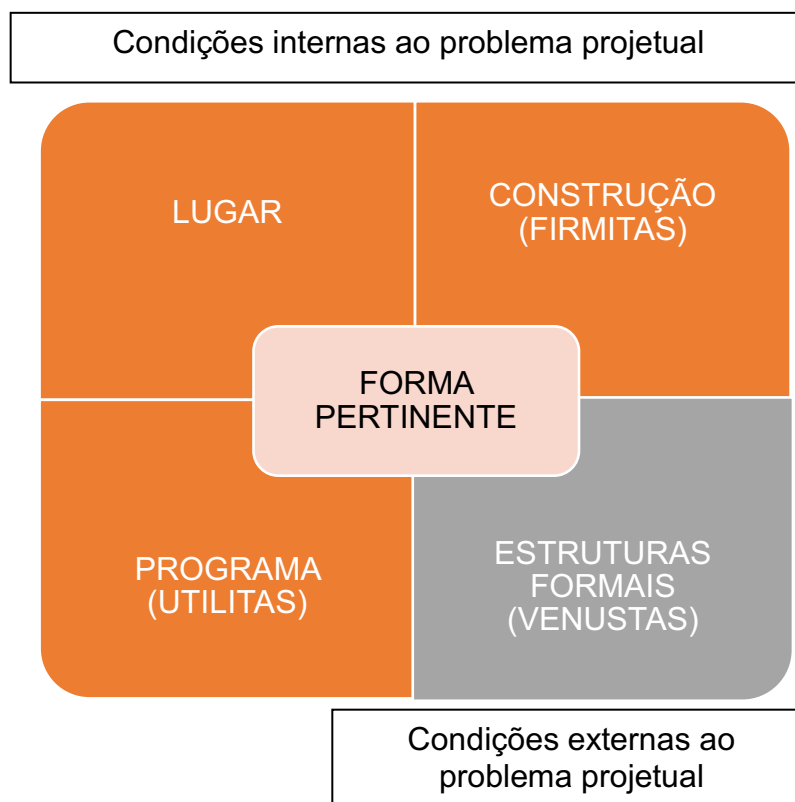 Condições internas ao problema projetual
LUGAR
CONSTRUÇÃO
(FIRMITAS)
FORMA
PERTINENTE
PROGRAMA
(UTILITAS)
ESTRUTURAS
FORMAIS
(VENUSTAS)
Condições externas ao
problema projetual